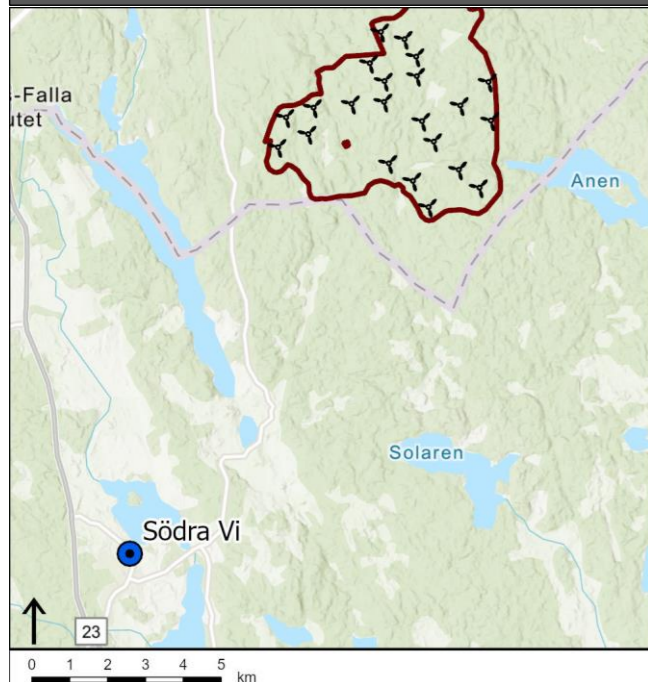 s-Falla
utet
Anen
Solaren
Södra Vi
23
0 1 2 3 4 5
km